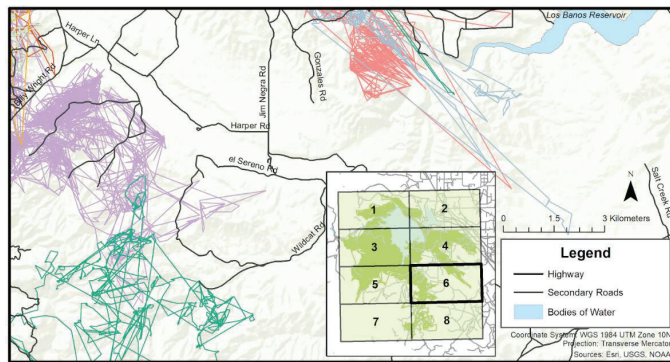 Los Banos Reservoir
Harper Ln
Gonzales Rd
Jim Negra Rd
Billy Wright Rd
Harper Rd
el Sereno Rd
Wildcat Rd
Salt Creek Rd
N
0 1.5 3 Kilometers
1 2
3 4
5 6
7 8
Legend
Highway
Secondary Roads
Bodies of Water
Coordinate System: WGS 1984 UTM Zone 10N
Projection: Transverse Mercator
Sources: Esri, USGS, NOAA